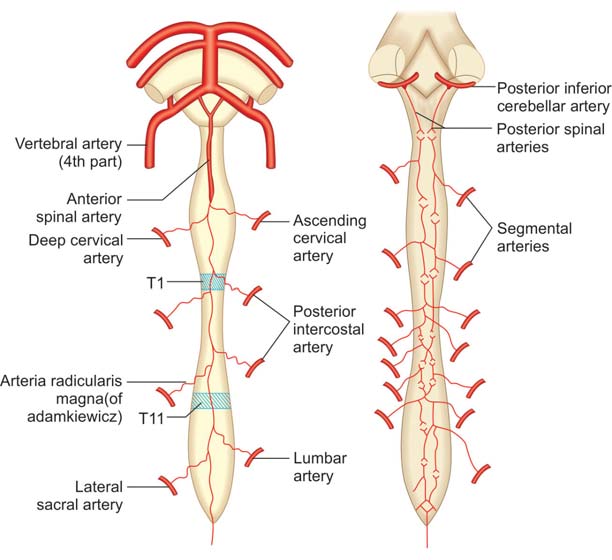 Vertebral artery
(4th part)
Anterior
spinal artery
Deep cervical
artery
T1
Arteria radicularis
magna(of
adamkiewicz)
T11
Lateral
sacral artery
Ascending
cervical
artery
Posterior
intercostal
artery
Lumbar
artery
Posterior inferior
cerebellar artery
Posterior spinal
arteries
Segmental
arteries